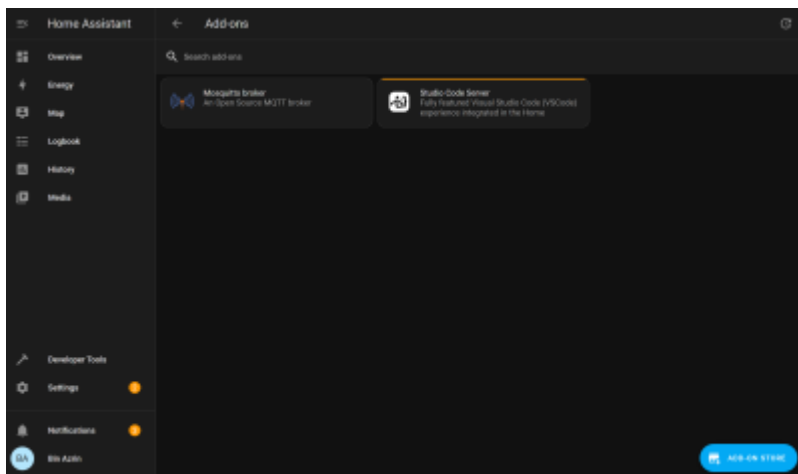 Home Assistant
Add-ons
Overview
Search add-ons
Energy
Mosquitto broker
An Open Source MQTT broker
Studio Code Server
Fully featured Visual Studio Code (VSCode)
experience integrated in the Home
Map
Logbook
History
Media
Developer Tools
Settings
Notifications
BA
ADD-ON STORE